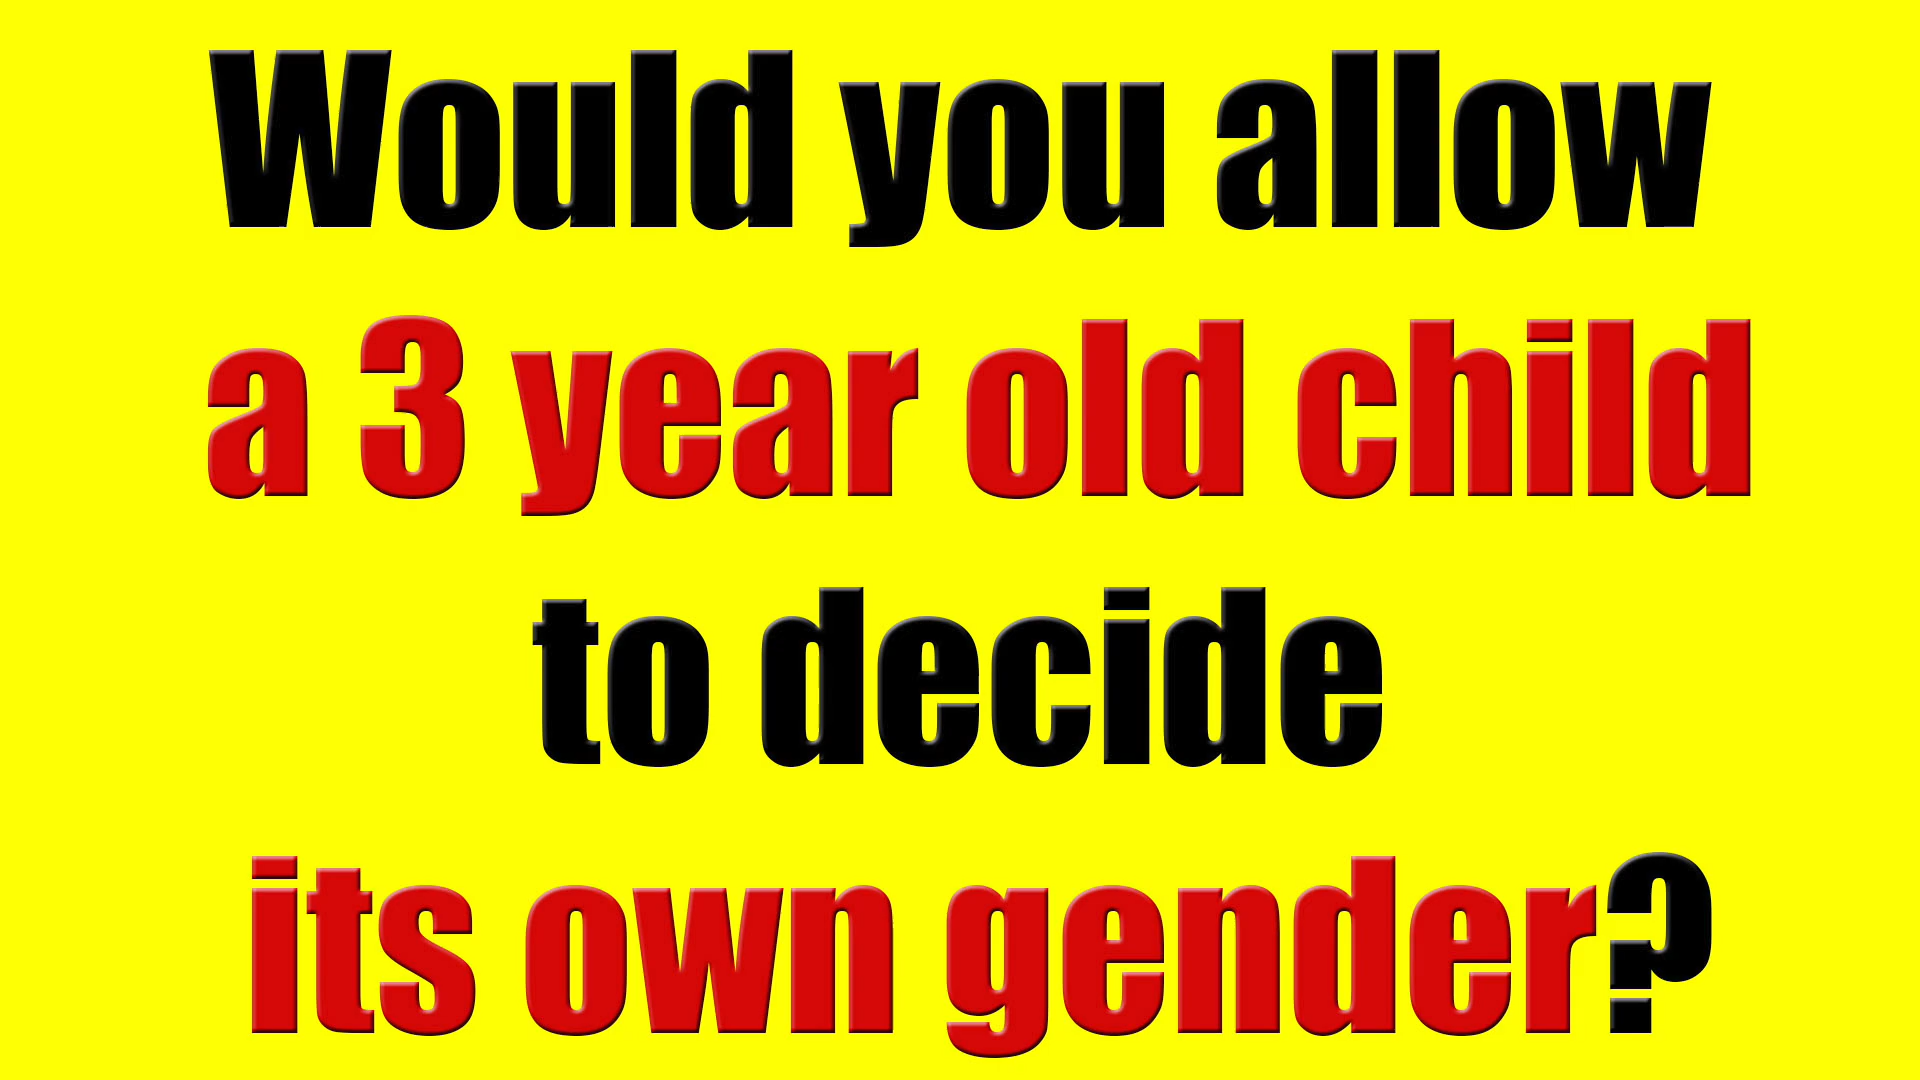 Would you allow
a 3 year old child
to decide
its own gender?